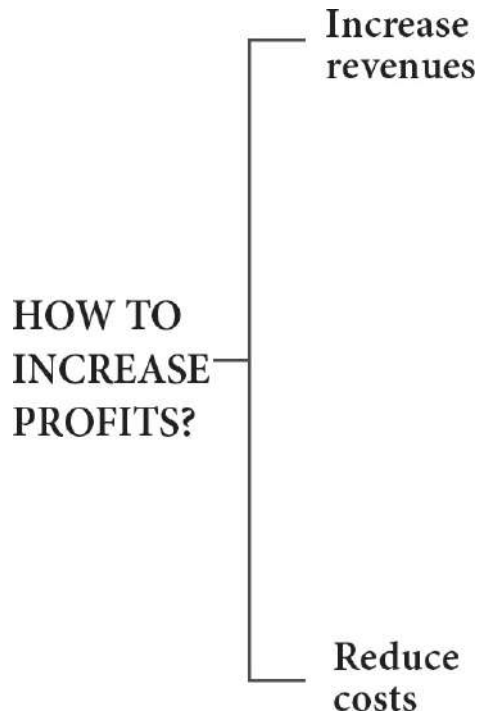 Increase
revenues
HOW TO
INCREASE
PROFITS?
Reduce
costs